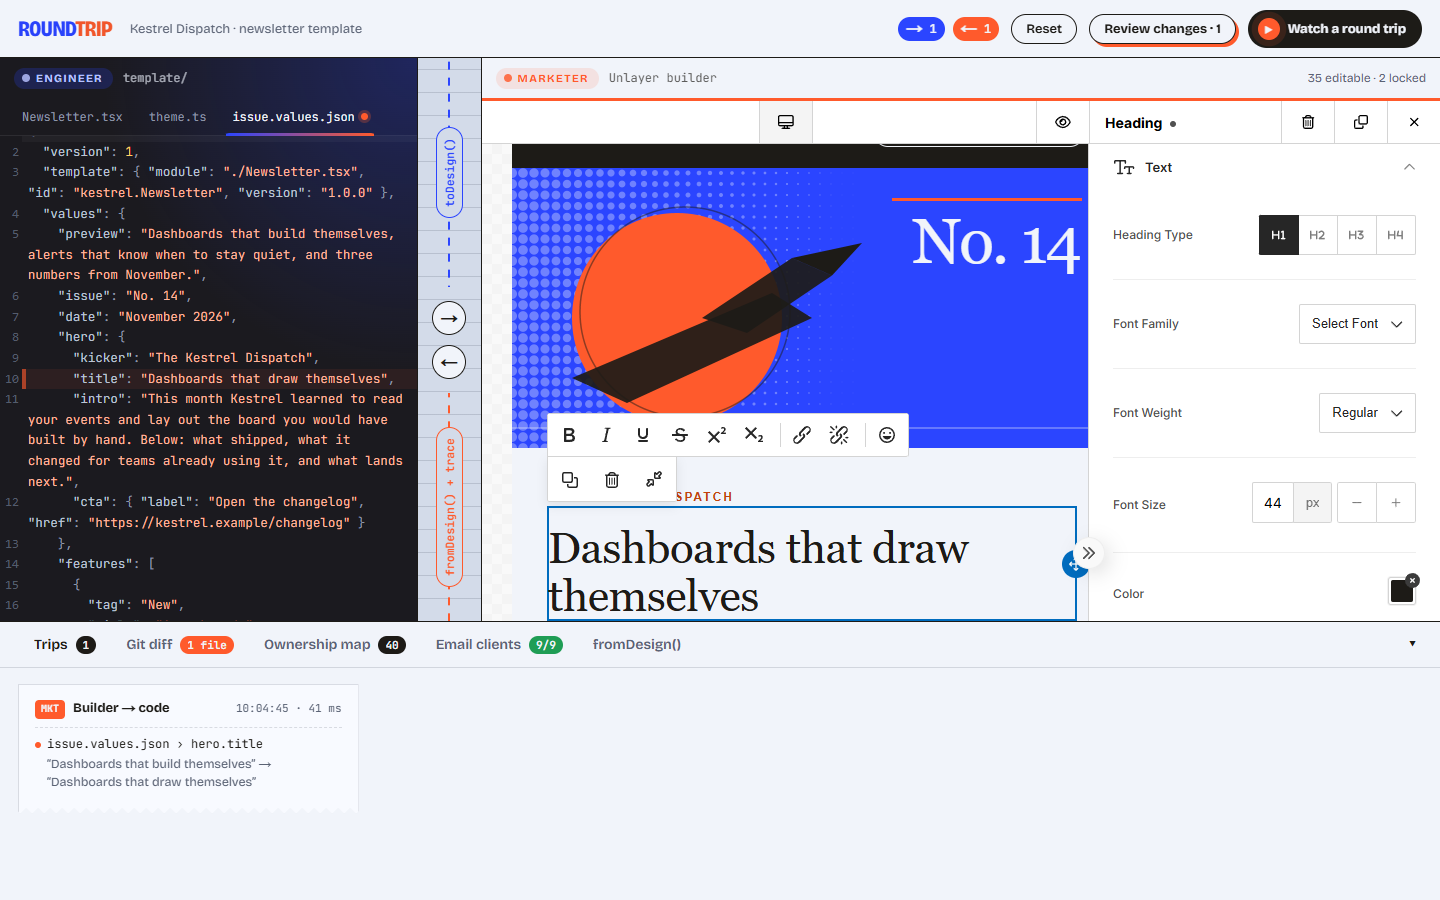 ROUNDTRIP
Kestrel Dispatch · newsletter template
→ 1
← 1
Reset
Review changes · 1
Watch a round trip
ENGINEER
template/
MARKETER
Unlayer builder
35 editable · 2 locked
Newsletter.tsx
theme.ts
issue.values.json
2 "version": 1,
3 "template": { "module": "./Newsletter.tsx",
"id": "kestrel.Newsletter", "version": "1.0.0" },
4 "values": {
5 "preview": "Dashboards that build themselves,
alerts that know when to stay quiet, and three
numbers from November.",
6 "issue": "No. 14",
7 "date": "November 2026",
8 "hero": {
9 "kicker": "The Kestrel Dispatch",
10 "title": "Dashboards that draw themselves",
11 "intro": "This month Kestrel learned to read
your events and lay out the board you would have
built by hand. Below: what shipped, what it
changed for teams already using it, and what lands
next.",
12 "cta": { "label": "Open the changelog",
"href": "https://kestrel.example/changelog" }
13 },
14 "features": [
15 {
16 "tag": "New",
toDesign()
→
←
fromDesign() + trace
No. 14
B I U S X² X₂
SPATCH
Dashboards that draw
themselves
Heading
Text
Heading Type
H1 H2 H3 H4
Font Family
Select Font
Font Weight
Regular
Font Size
44 px − +
Color
Trips 1
Git diff 1 file
Ownership map 40
Email clients 9/9
fromDesign()
MKT Builder → code 10:04:45 · 41 ms
issue.values.json › hero.title
“Dashboards that build themselves” →
“Dashboards that draw themselves”